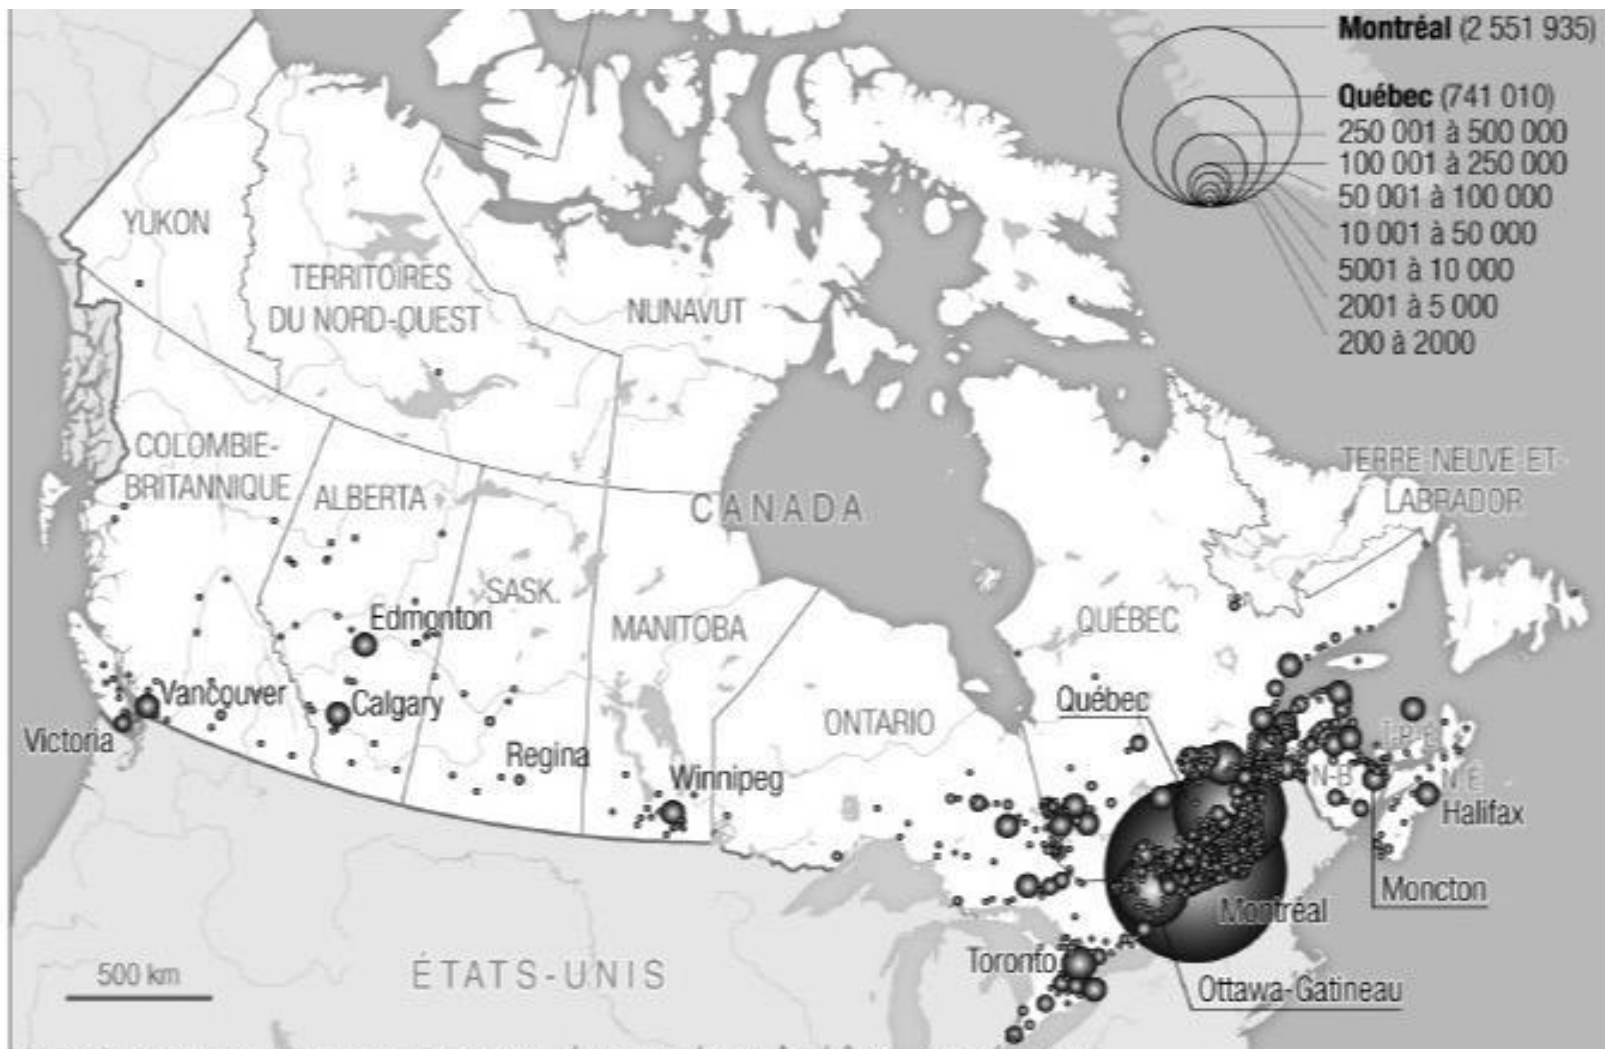 Montréal (2 551 935)
Québec (741 010)
250 001 à 500 000
100 001 à 250 000
50 001 à 100 000
10 001 à 50 000
5001 à 10 000
2001 à 5 000
200 à 2000
YUKON
TERRITOIRES
DU NORD-OUEST
NUNAVUT
COLOMBIE-
BRITANNIQUE
ALBERTA
CANADA
TERRE NEUVE ET-
LABRADOR
SASK.
MANITOBA
QUÉBEC
ONTARIO
Edmonton
Vancouver
Victoria
Calgary
Regina
Winnipeg
Québec
N-B
N-E
Halifax
Moncton
Montréal
Toronto
Ottawa-Gatineau
500 km
ÉTATS-UNIS